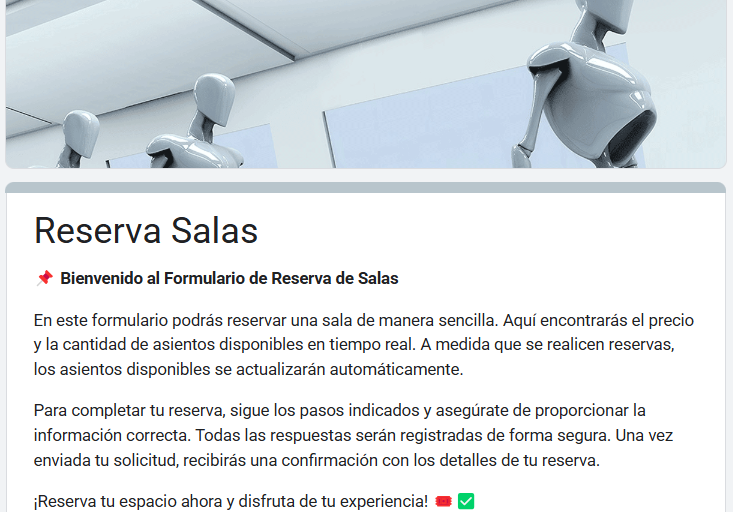 Reserva Salas
📌 Bienvenido al Formulario de Reserva de Salas
En este formulario podrás reservar una sala de manera sencilla. Aquí encontrarás el precio
y la cantidad de asientos disponibles en tiempo real. A medida que se realicen reservas,
los asientos disponibles se actualizarán automáticamente.
Para completar tu reserva, sigue los pasos indicados y asegúrate de proporcionar la
información correcta. Todas las respuestas serán registradas de forma segura. Una vez
enviada tu solicitud, recibirás una confirmación con los detalles de tu reserva.
¡Reserva tu espacio ahora y disfruta de tu experiencia! 🎟️ ✅